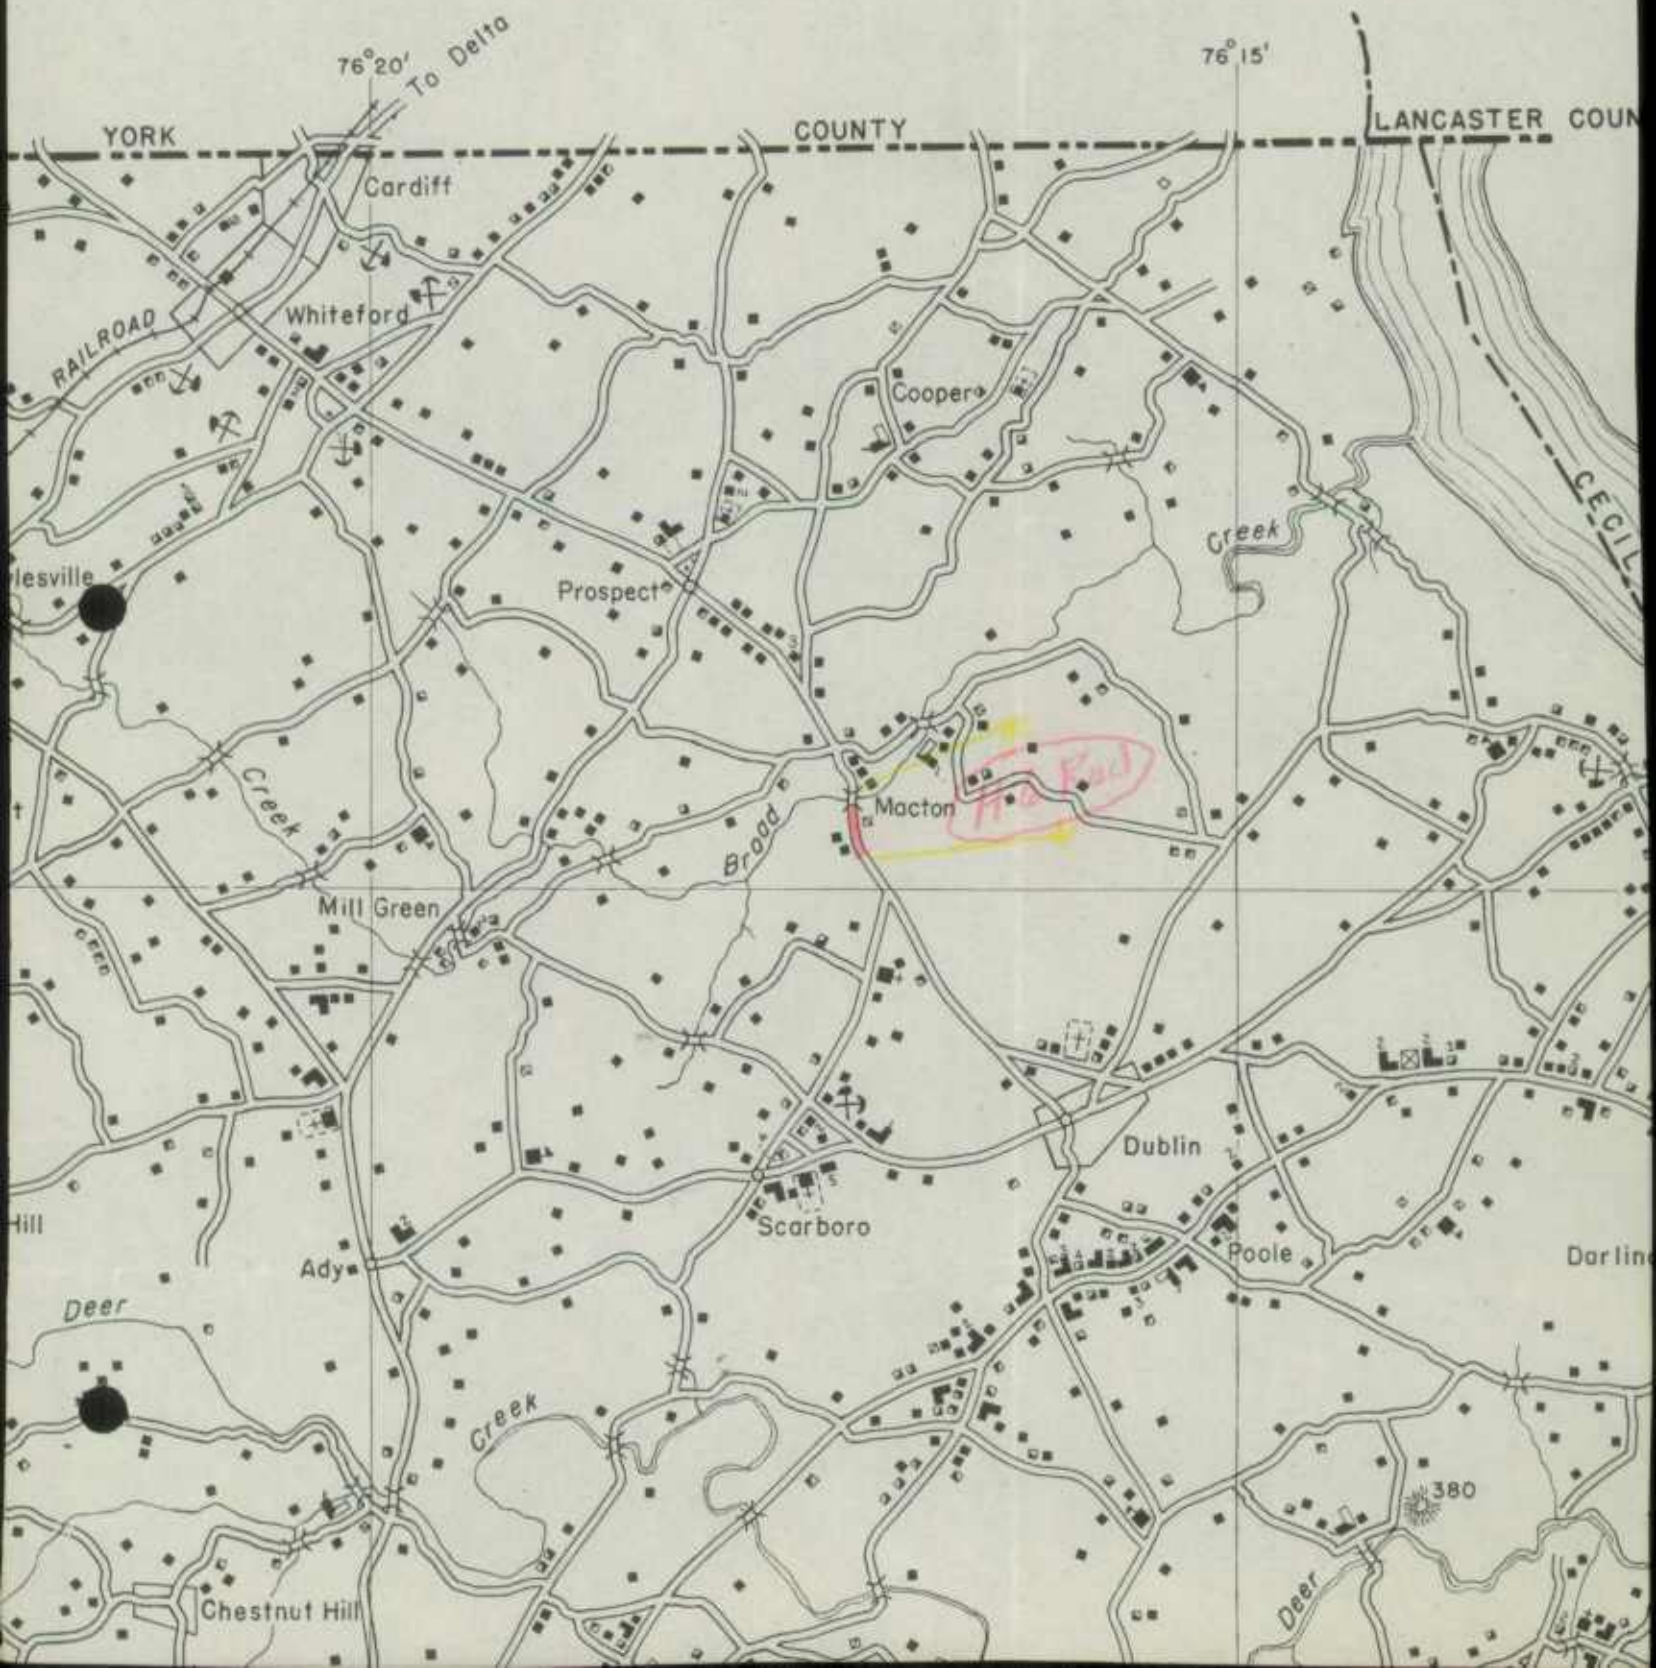 To Delta
76°20'
76°15'
YORK
COUNTY
LANCASTER COUN
Cardiff
Whiteford
RAILROAD
Cooper
Creek
CECIL
lesville
Prospect
Macton
Creek
Broad
Mill Green
Dublin
Hill
Scarboro
Ady
Poole
Darlin
Deer
Creek
380
Chestnut Hill
Deer